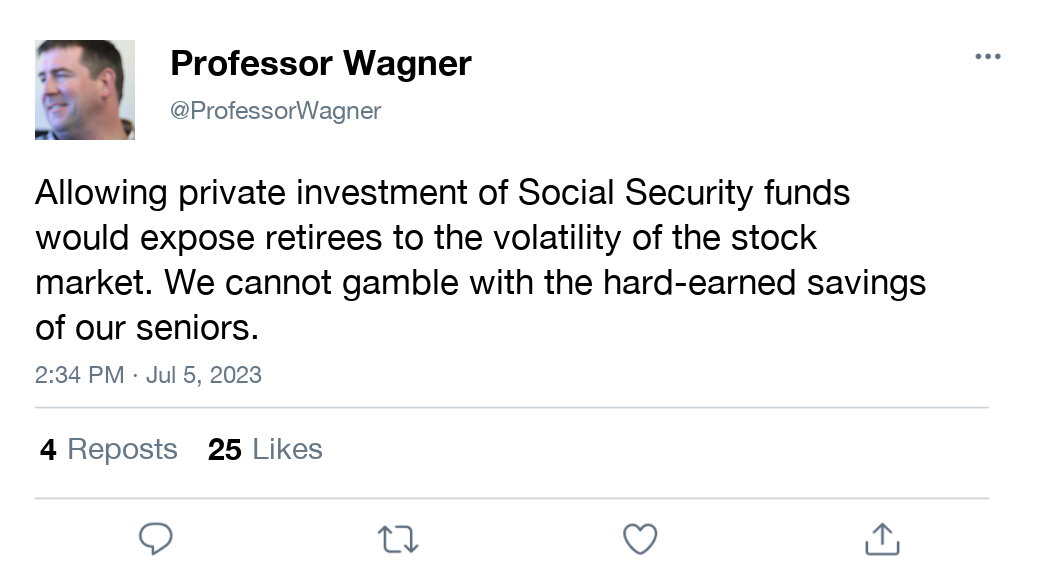 Professor Wagner
@ProfessorWagner
Allowing private investment of Social Security funds
would expose retirees to the volatility of the stock
market. We cannot gamble with the hard-earned savings
of our seniors.
2:34 PM · Jul 5, 2023
4 Reposts 25 Likes